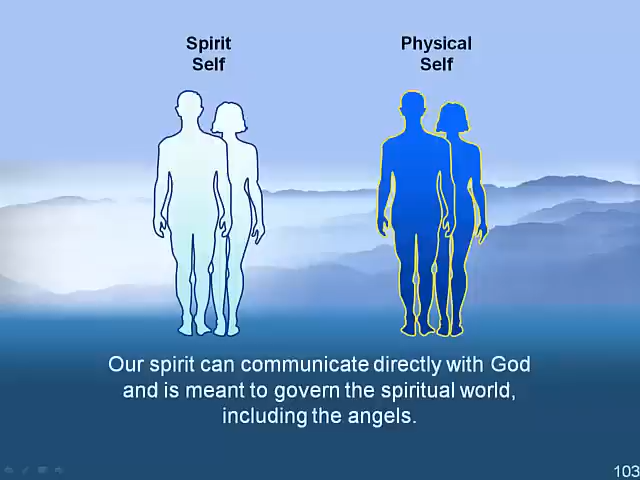 Spirit
Self
Physical
Self
Our spirit can communicate directly with God
and is meant to govern the spiritual world,
including the angels.
103